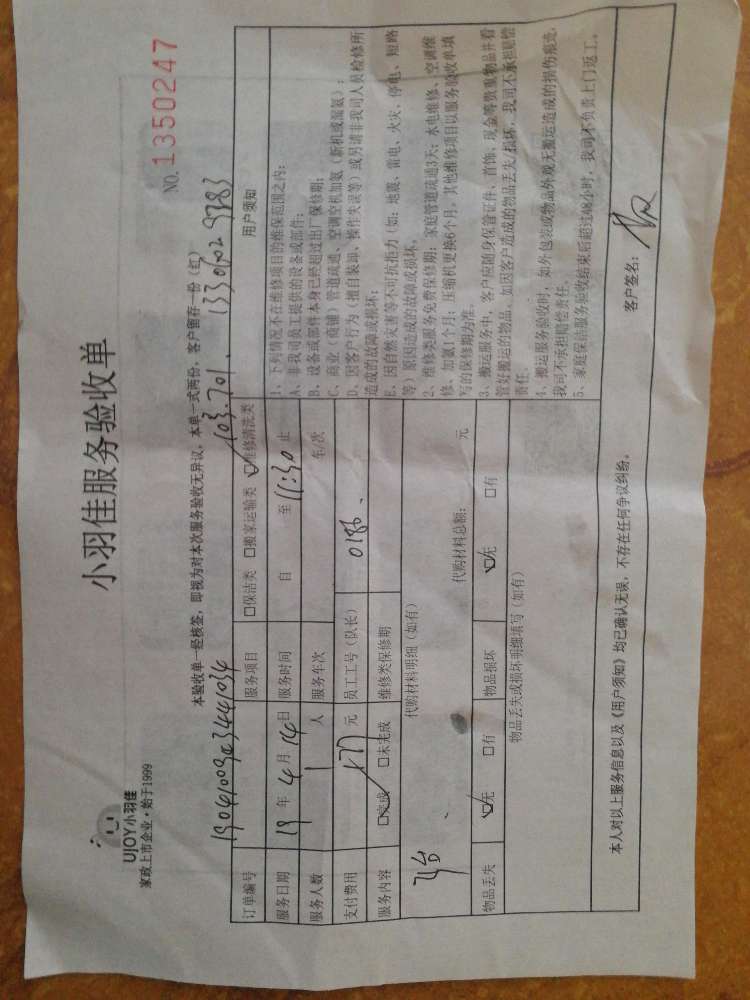 UJOY小羽佳
家政上市企业·始于1999
小羽佳服务验收单
NO. 1350247
本验收单一经核签，即视为对本次服务验收无异议，本单一式两份，客户留存一份（红）
订单编号
服务项目 □保洁类 □搬家运输类 ☑维修清洗类
103-701、
服务日期 19 年 4 月 14 日 服务时间 自 至 11:30 止
服务人数 1 人 服务车次 车/次
支付费用 177 元 员工工号（队长） 0186、
服务内容 ☑完成 □未完成 维修类保修期
代购材料明细（如有） 代购材料总额： 元
物品丢失 ☑无 □有 物品损坏 ☑无 □有
物品丢失或损坏明细填写（如有）
用户须知
1、下列情况不在维修项目的维保范围之内：
A、非我司员工提供的设备或部件；
B、设备或部件本身已经超过出厂保修期；
C、商业（商铺）管道疏通、空调空机加氨（新机或漏氨）；
D、因客户行为（擅自装卸、操作失误等）或另请非我司人员检修所
造成的故障或损坏；
E、因自然灾害等不可抗拒力（如：地震、雷电、火灾、停电、短路
等）原因造成的故障或损坏。
2、维修类服务免费保修期：家庭管道疏通3天；水电维修、空调维
修、加氨1个月；压缩机更换6个月，其他维修项目以服务验收单填
写的保修期为准。
3、搬运服务中，客户应随身保管证件、首饰、现金等贵重物品并看
管好搬运的物品。如因客户造成的物品丢失/损坏，我司不承担赔偿
责任。
4、搬运服务验收时，如外包装或物品外观无搬运造成的损伤痕迹，
我司不承担赔偿责任。
5、家庭保洁服务验收结束后超过48小时，我司不负责上门返工。
本人对以上服务信息以及《用户须知》均已确认无误，不存在任何争议纠纷。
客户签名：